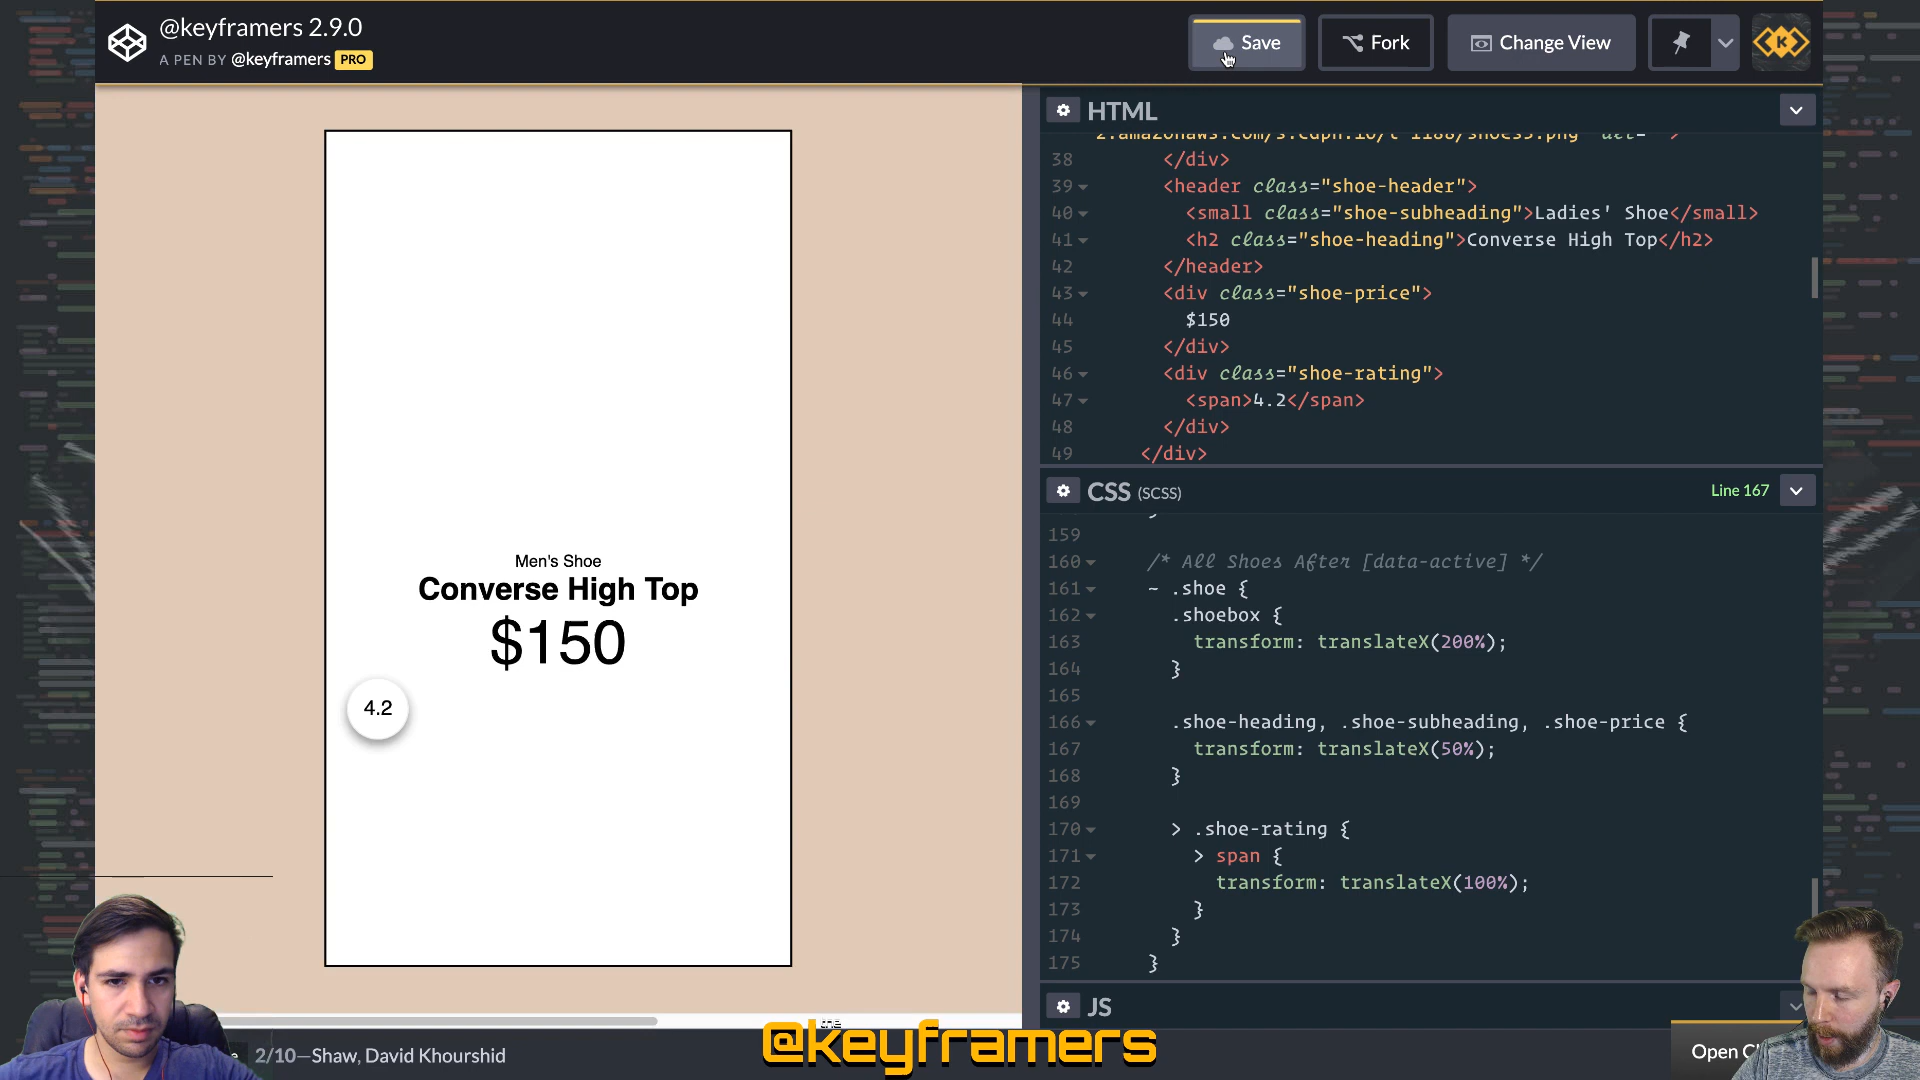 @keyframers 2.9.0
A PEN BY @keyframers PRO
Save
Fork
Change View
K
Men's Shoe
Converse High Top
$150
4.2
HTML
38 </div>
39 <header class="shoe-header">
40 <small class="shoe-subheading">Ladies' Shoe</small>
41 <h2 class="shoe-heading">Converse High Top</h2>
42 </header>
43 <div class="shoe-price">
44 $150
45 </div>
46 <div class="shoe-rating">
47 <span>4.2</span>
48 </div>
49 </div>
CSS (SCSS)
Line 167
159
160 /* All Shoes After [data-active] */
161 ~ .shoe {
162 .shoebox {
163 transform: translateX(200%);
164 }
165
166 .shoe-heading, .shoe-subheading, .shoe-price {
167 transform: translateX(50%);
168 }
169
170 > .shoe-rating {
171 > span {
172 transform: translateX(100%);
173 }
174 }
175 }
JS
2/10—Shaw, David Khourshid
@keyframers
Open